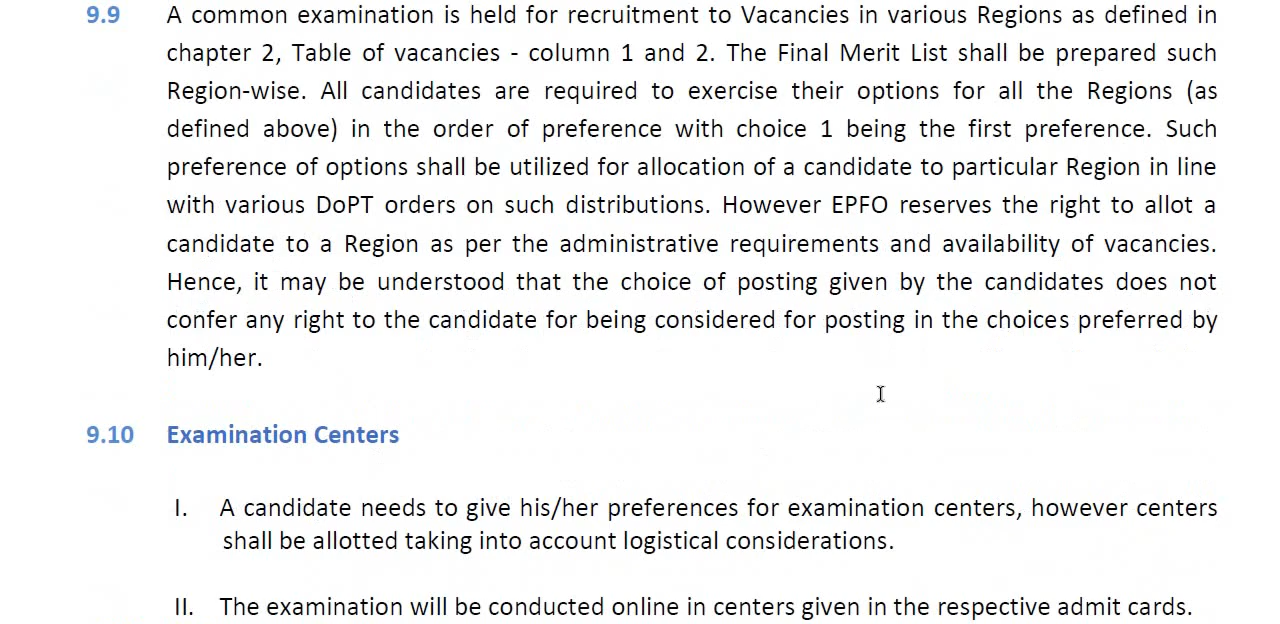 9.9 A common examination is held for recruitment to Vacancies in various Regions as defined in
chapter 2, Table of vacancies - column 1 and 2. The Final Merit List shall be prepared such
Region-wise. All candidates are required to exercise their options for all the Regions (as
defined above) in the order of preference with choice 1 being the first preference. Such
preference of options shall be utilized for allocation of a candidate to particular Region in line
with various DoPT orders on such distributions. However EPFO reserves the right to allot a
candidate to a Region as per the administrative requirements and availability of vacancies.
Hence, it may be understood that the choice of posting given by the candidates does not
confer any right to the candidate for being considered for posting in the choices preferred by
him/her.
9.10 Examination Centers
I. A candidate needs to give his/her preferences for examination centers, however centers
shall be allotted taking into account logistical considerations.
II. The examination will be conducted online in centers given in the respective admit cards.